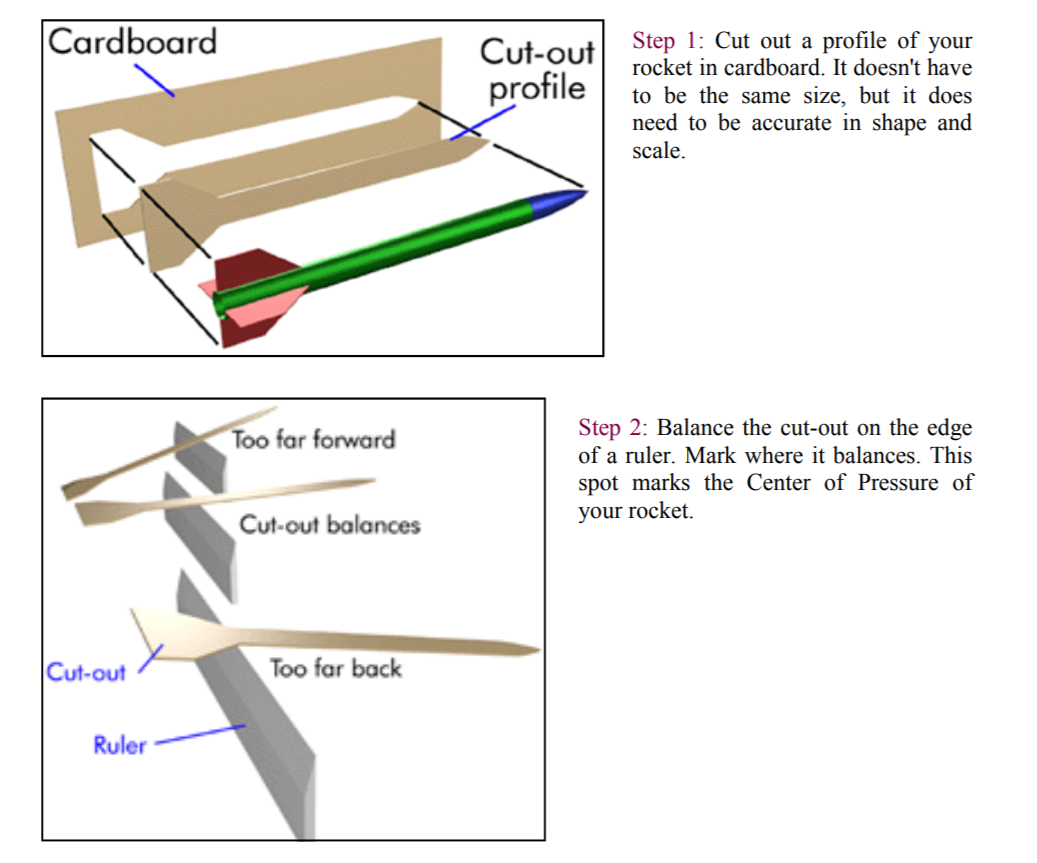 Cardboard
Cut-out
profile
Step 1: Cut out a profile of your
rocket in cardboard. It doesn't have
to be the same size, but it does
need to be accurate in shape and
scale.
Too far forward
Cut-out balances
Cut-out
Too far back
Ruler
Step 2: Balance the cut-out on the edge
of a ruler. Mark where it balances. This
spot marks the Center of Pressure of
your rocket.